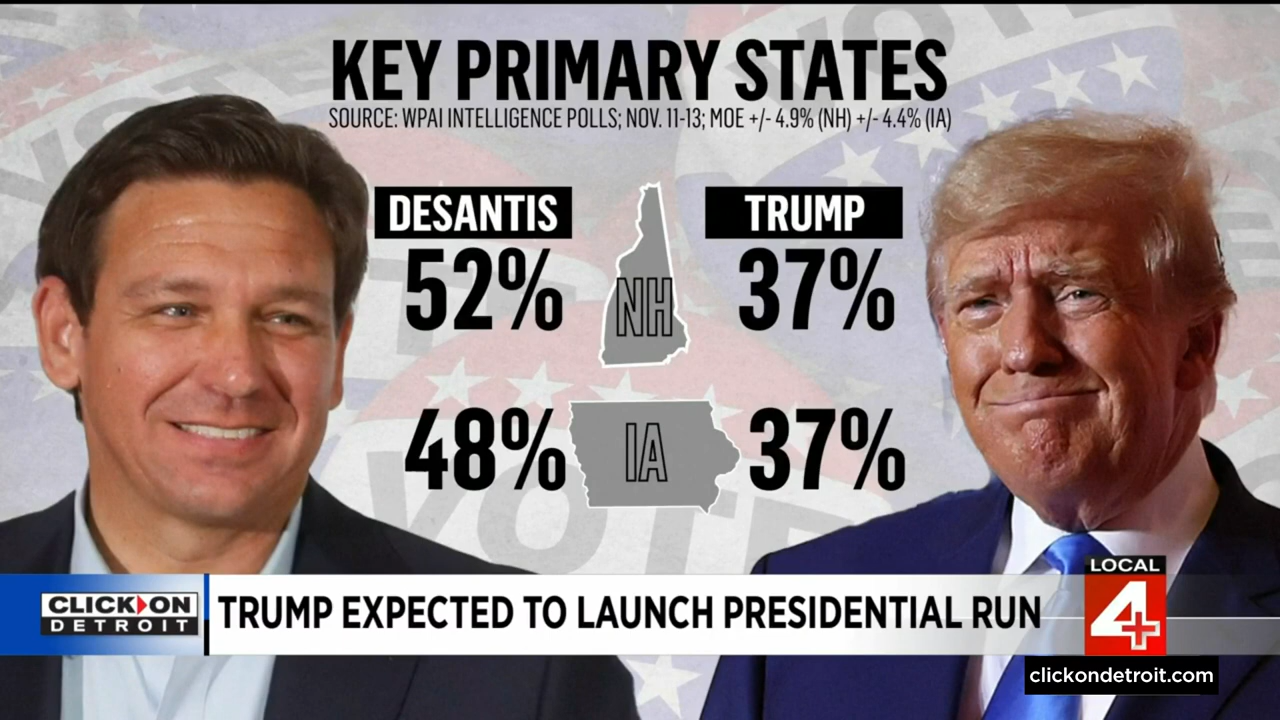 KEY PRIMARY STATES
SOURCE: WPAI INTELLIGENCE POLLS; NOV. 11-13; MOE +/- 4.9% (NH) +/- 4.4% (IA)
DESANTIS
TRUMP
52%
NH
37%
48%
IA
37%
VOTE
VOTE
CLICK ON
DETROIT
TRUMP EXPECTED TO LAUNCH PRESIDENTIAL RUN
LOCAL
4
clickondetroit.com